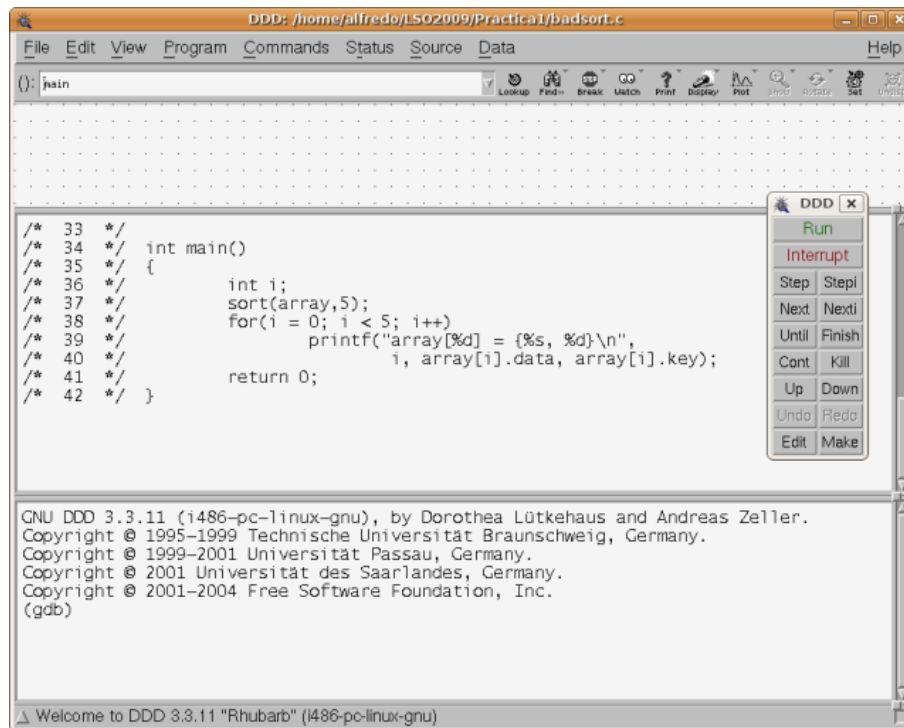 DDD: /home/alfredo/LSO2009/Practica1/badsort.c
File Edit View Program Commands Status Source Data Help
(): main
Lookup Find» Break Watch Print Display Plot Show Rotate Set Undisp
DDD
Run
Interrupt
Step Stepi
Next Nexti
Until Finish
Cont Kill
Up Down
Undo Redo
Edit Make
/* 33 */
/* 34 */ int main()
/* 35 */ {
/* 36 */ int i;
/* 37 */ sort(array,5);
/* 38 */ for(i = 0; i < 5; i++)
/* 39 */ printf("array[%d] = {%s, %d}\n",
/* 40 */ i, array[i].data, array[i].key);
/* 41 */ return 0;
/* 42 */ }
GNU DDD 3.3.11 (i486-pc-linux-gnu), by Dorothea Lütkehaus and Andreas Zeller.
Copyright © 1995-1999 Technische Universität Braunschweig, Germany.
Copyright © 1999-2001 Universität Passau, Germany.
Copyright © 2001 Universität des Saarlandes, Germany.
Copyright © 2001-2004 Free Software Foundation, Inc.
(gdb)
Welcome to DDD 3.3.11 "Rhubarb" (i486-pc-linux-gnu)